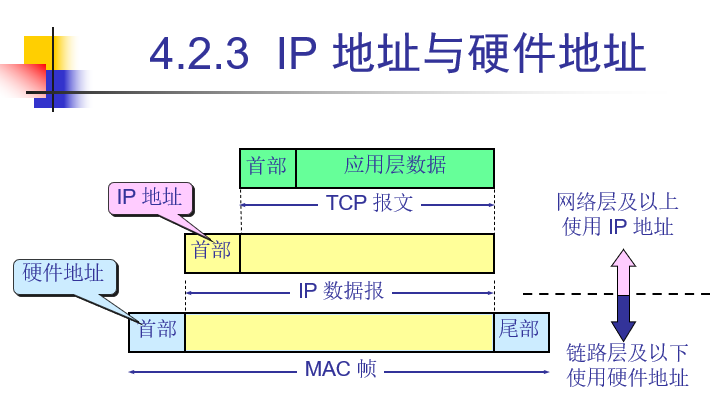 4.2.3 IP 地址与硬件地址
首部 应用层数据
IP 地址
TCP 报文
网络层及以上
使用 IP 地址
首部
硬件地址
IP 数据报
首部
尾部
链路层及以下
使用硬件地址
MAC 帧